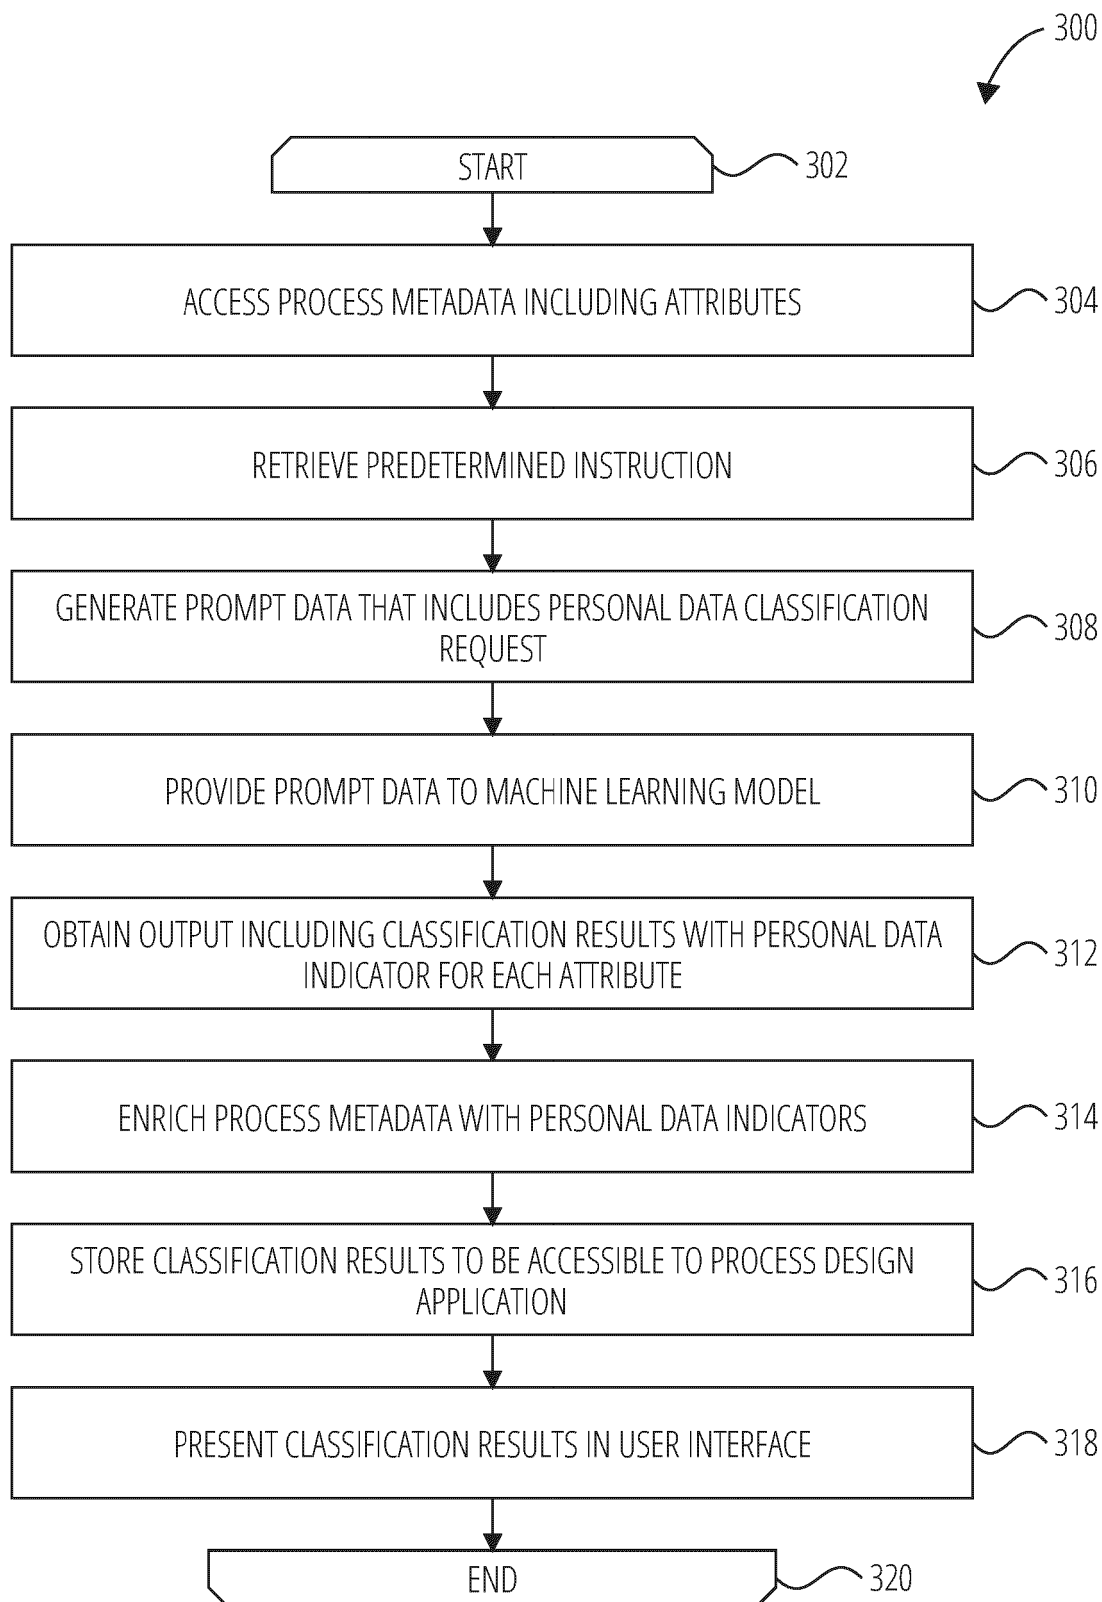 300
START
302
ACCESS PROCESS METADATA INCLUDING ATTRIBUTES
304
RETRIEVE PREDETERMINED INSTRUCTION
306
GENERATE PROMPT DATA THAT INCLUDES PERSONAL DATA CLASSIFICATION
REQUEST
308
PROVIDE PROMPT DATA TO MACHINE LEARNING MODEL
310
OBTAIN OUTPUT INCLUDING CLASSIFICATION RESULTS WITH PERSONAL DATA
INDICATOR FOR EACH ATTRIBUTE
312
ENRICH PROCESS METADATA WITH PERSONAL DATA INDICATORS
314
STORE CLASSIFICATION RESULTS TO BE ACCESSIBLE TO PROCESS DESIGN
APPLICATION
316
PRESENT CLASSIFICATION RESULTS IN USER INTERFACE
318
END
320